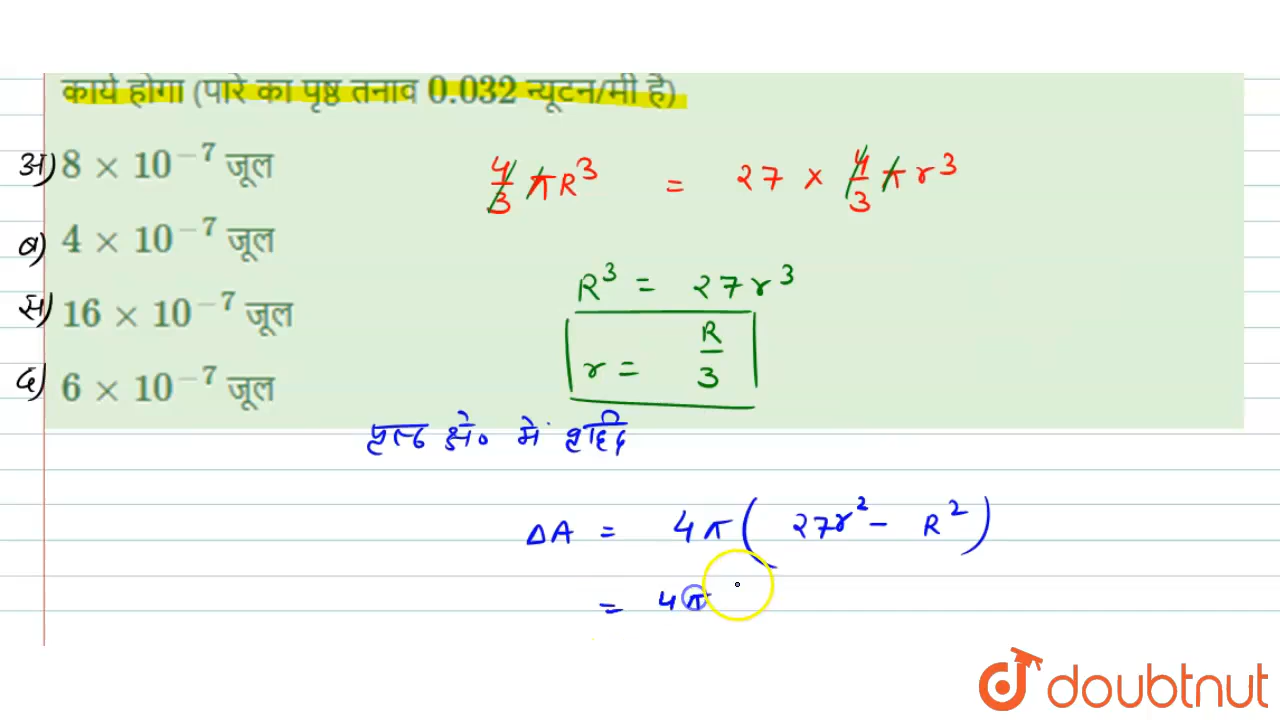 कार्य होगा (पारे का पृष्ठ तनाव 0.032 न्यूटन/मी है)
अ) 8 × 10⁻⁷ जूल
ब) 4 × 10⁻⁷ जूल
स) 16 × 10⁻⁷ जूल
द) 6 × 10⁻⁷ जूल
4/3 πR³ = 27 × 4/3 π r³
R³ = 27r³
r = R/3
पृष्ठ क्षे० में वृद्धि
ΔA = 4π( 27r² - R²)
= 4π
doubtnut